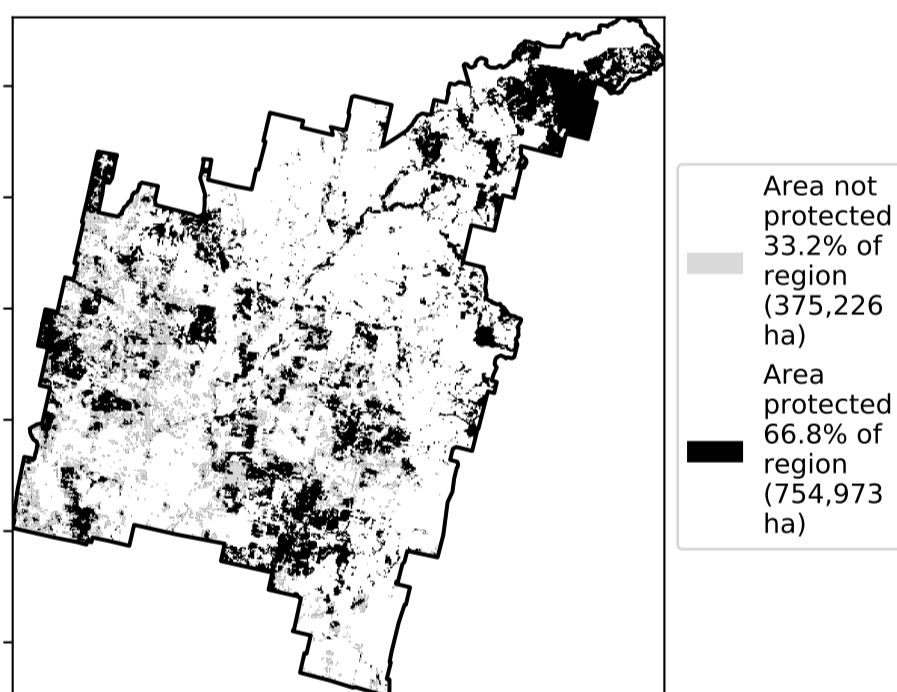 Area not
protected
33.2% of
region
(375,226
ha)
Area
protected
66.8% of
region
(754,973
ha)